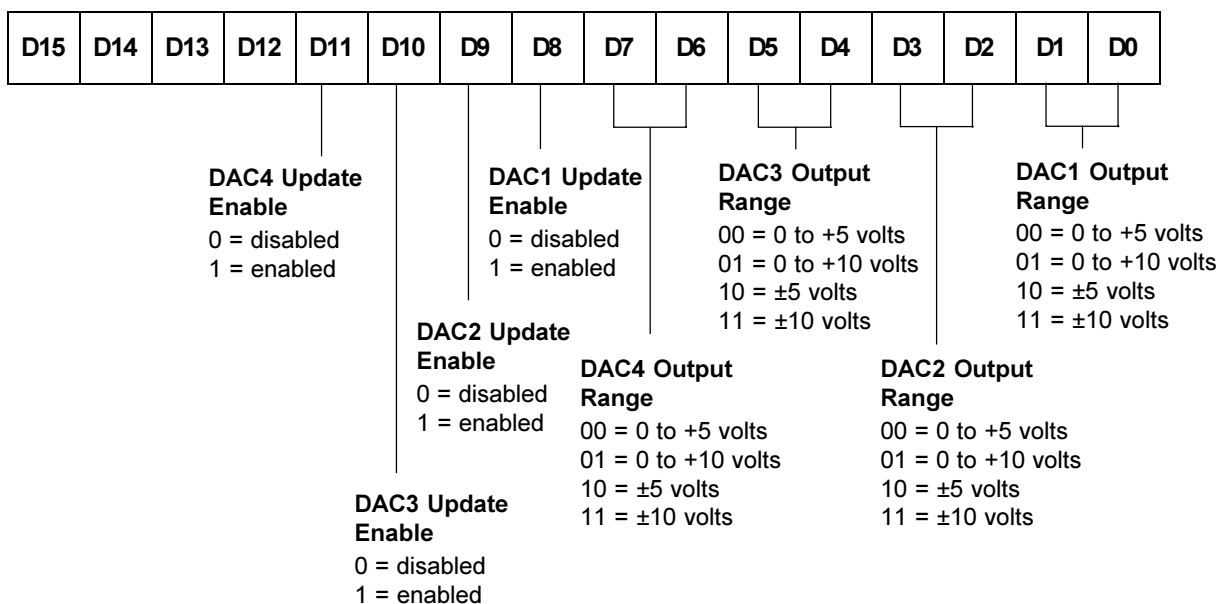 D15 D14 D13 D12 D11 D10 D9 D8 D7 D6 D5 D4 D3 D2 D1 D0
DAC4 Update
Enable
0 = disabled
1 = enabled
DAC1 Update
Enable
0 = disabled
1 = enabled
DAC3 Output
Range
00 = 0 to +5 volts
01 = 0 to +10 volts
10 = ±5 volts
11 = ±10 volts
DAC1 Output
Range
00 = 0 to +5 volts
01 = 0 to +10 volts
10 = ±5 volts
11 = ±10 volts
DAC2 Update
Enable
0 = disabled
1 = enabled
DAC4 Output
Range
00 = 0 to +5 volts
01 = 0 to +10 volts
10 = ±5 volts
11 = ±10 volts
DAC2 Output
Range
00 = 0 to +5 volts
01 = 0 to +10 volts
10 = ±5 volts
11 = ±10 volts
DAC3 Update
Enable
0 = disabled
1 = enabled